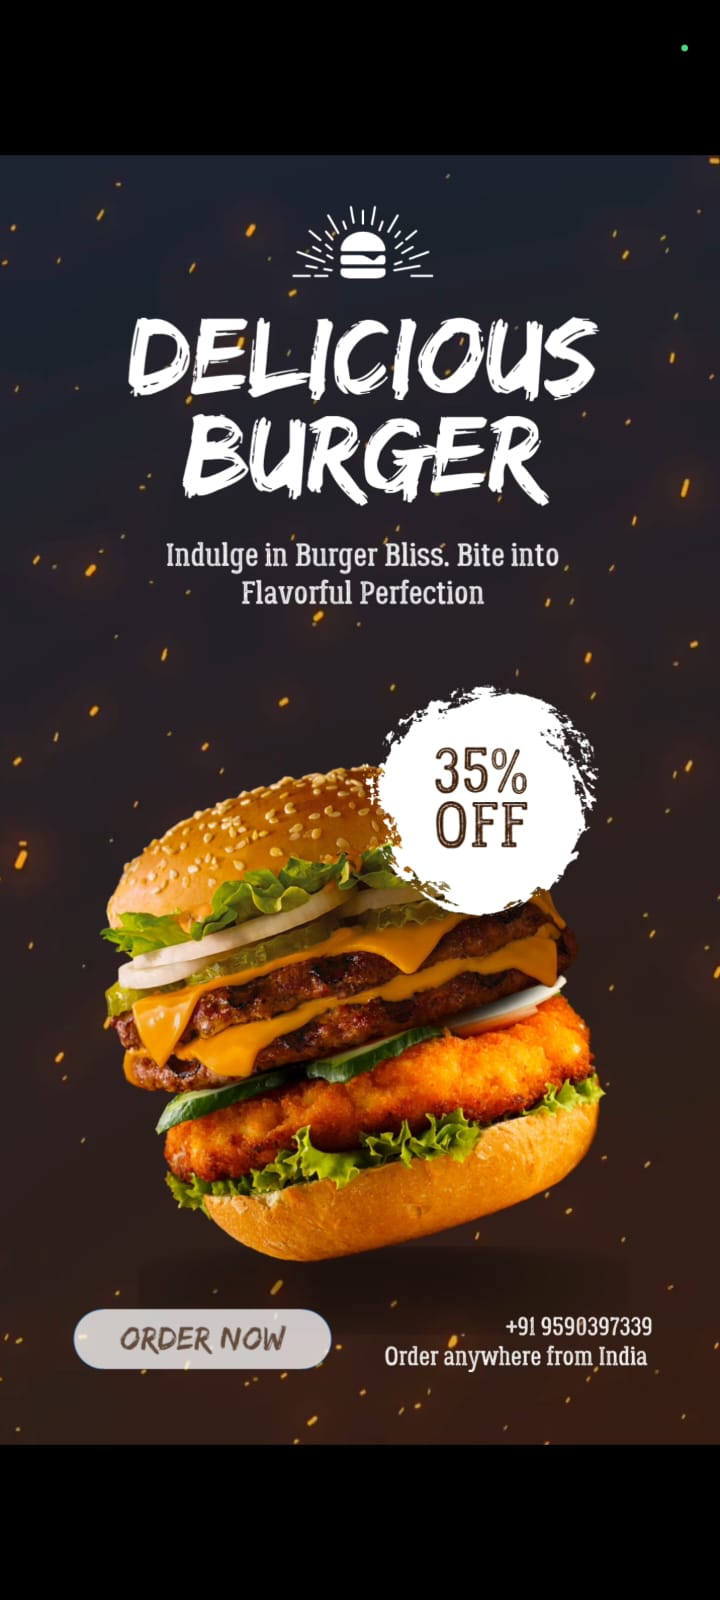 DELICIOUS
BURGER
Indulge in Burger Bliss. Bite into
Flavorful Perfection
35%
OFF
ORDER NOW
+91 9590397339
Order anywhere from India